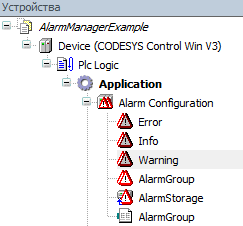 Устройства
AlarmManagerExample
Device (CODESYS Control Win V3)
Plc Logic
Application
Alarm Configuration
Error
Info
Warning
AlarmGroup
AlarmStorage
AlarmGroup